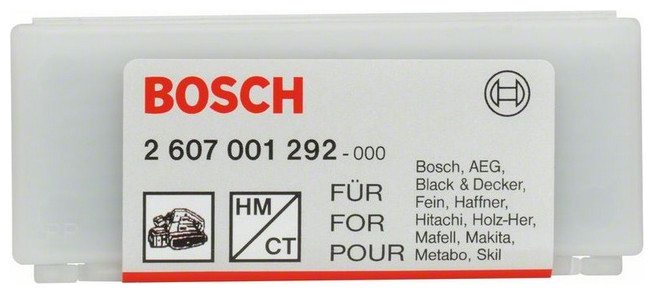 BOSCH
2 607 001 292 - 000
HM
CT
FÜR
FOR
POUR
Bosch, AEG,
Black & Decker,
Fein, Haffner,
Hitachi, Holz-Her,
Mafell, Makita,
Metabo, Skil